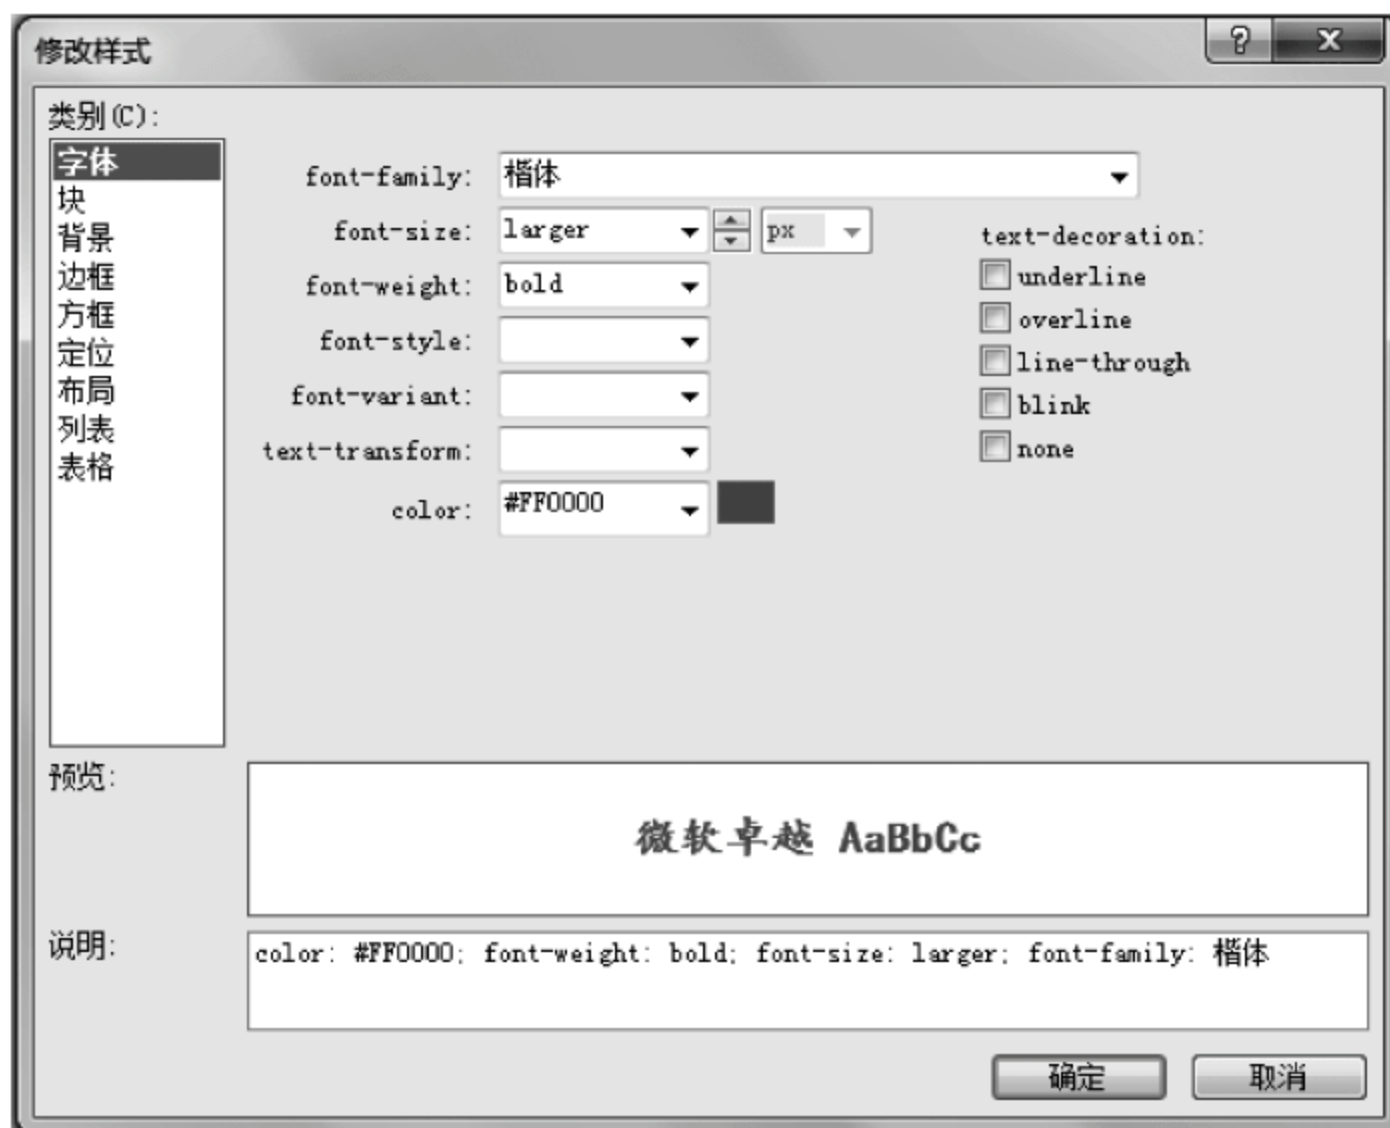 修改样式
?
X
类别(C):
字体
块
背景
边框
方框
定位
布局
列表
表格
font-family: 楷体
font-size: larger px
font-weight: bold
font-style:
font-variant:
text-transform:
color: #FF0000
text-decoration:
underline
overline
line-through
blink
none
预览:
微软卓越 AaBbCc
说明:
color: #FF0000; font-weight: bold; font-size: larger; font-family: 楷体
确定
取消